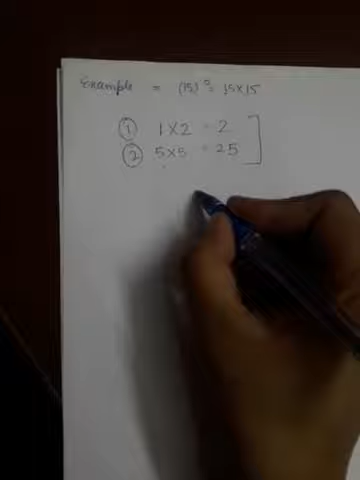 Example = (15)² = 15×15
① 1×2 = 2
② 5×5 = 25